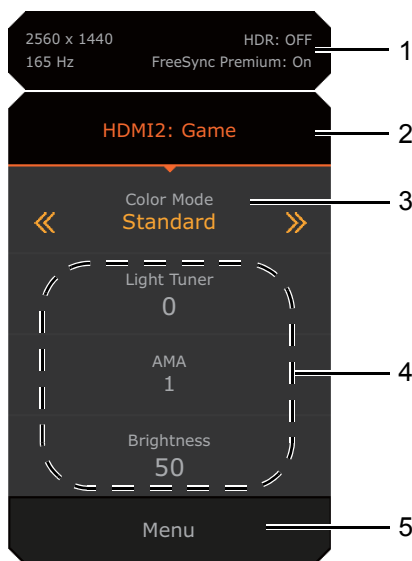 2560 x 1440 HDR: OFF
165 Hz FreeSync Premium: On
1
HDMI2: Game
2
Color Mode
Standard
3
Light Tuner
0
AMA
1
4
Brightness
50
Menu
5